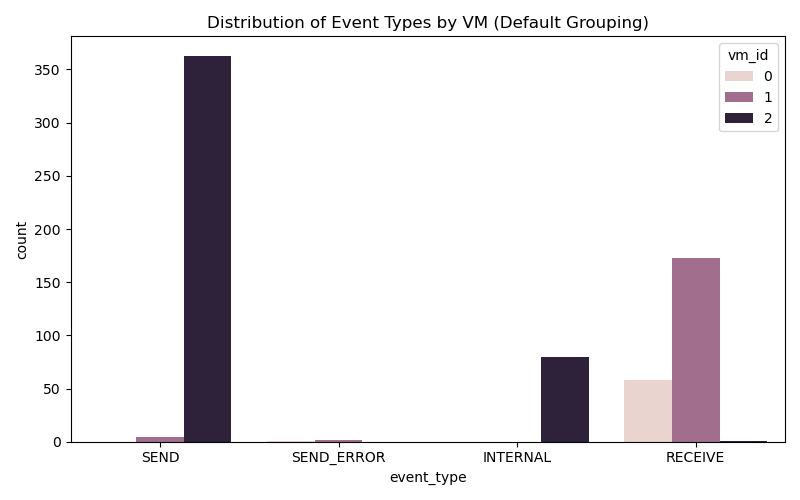 Distribution of Event Types by VM (Default Grouping)
vm_id
0
1
2
350
300
250
200
150
100
50
0
count
SEND
SEND_ERROR
INTERNAL
RECEIVE
event_type